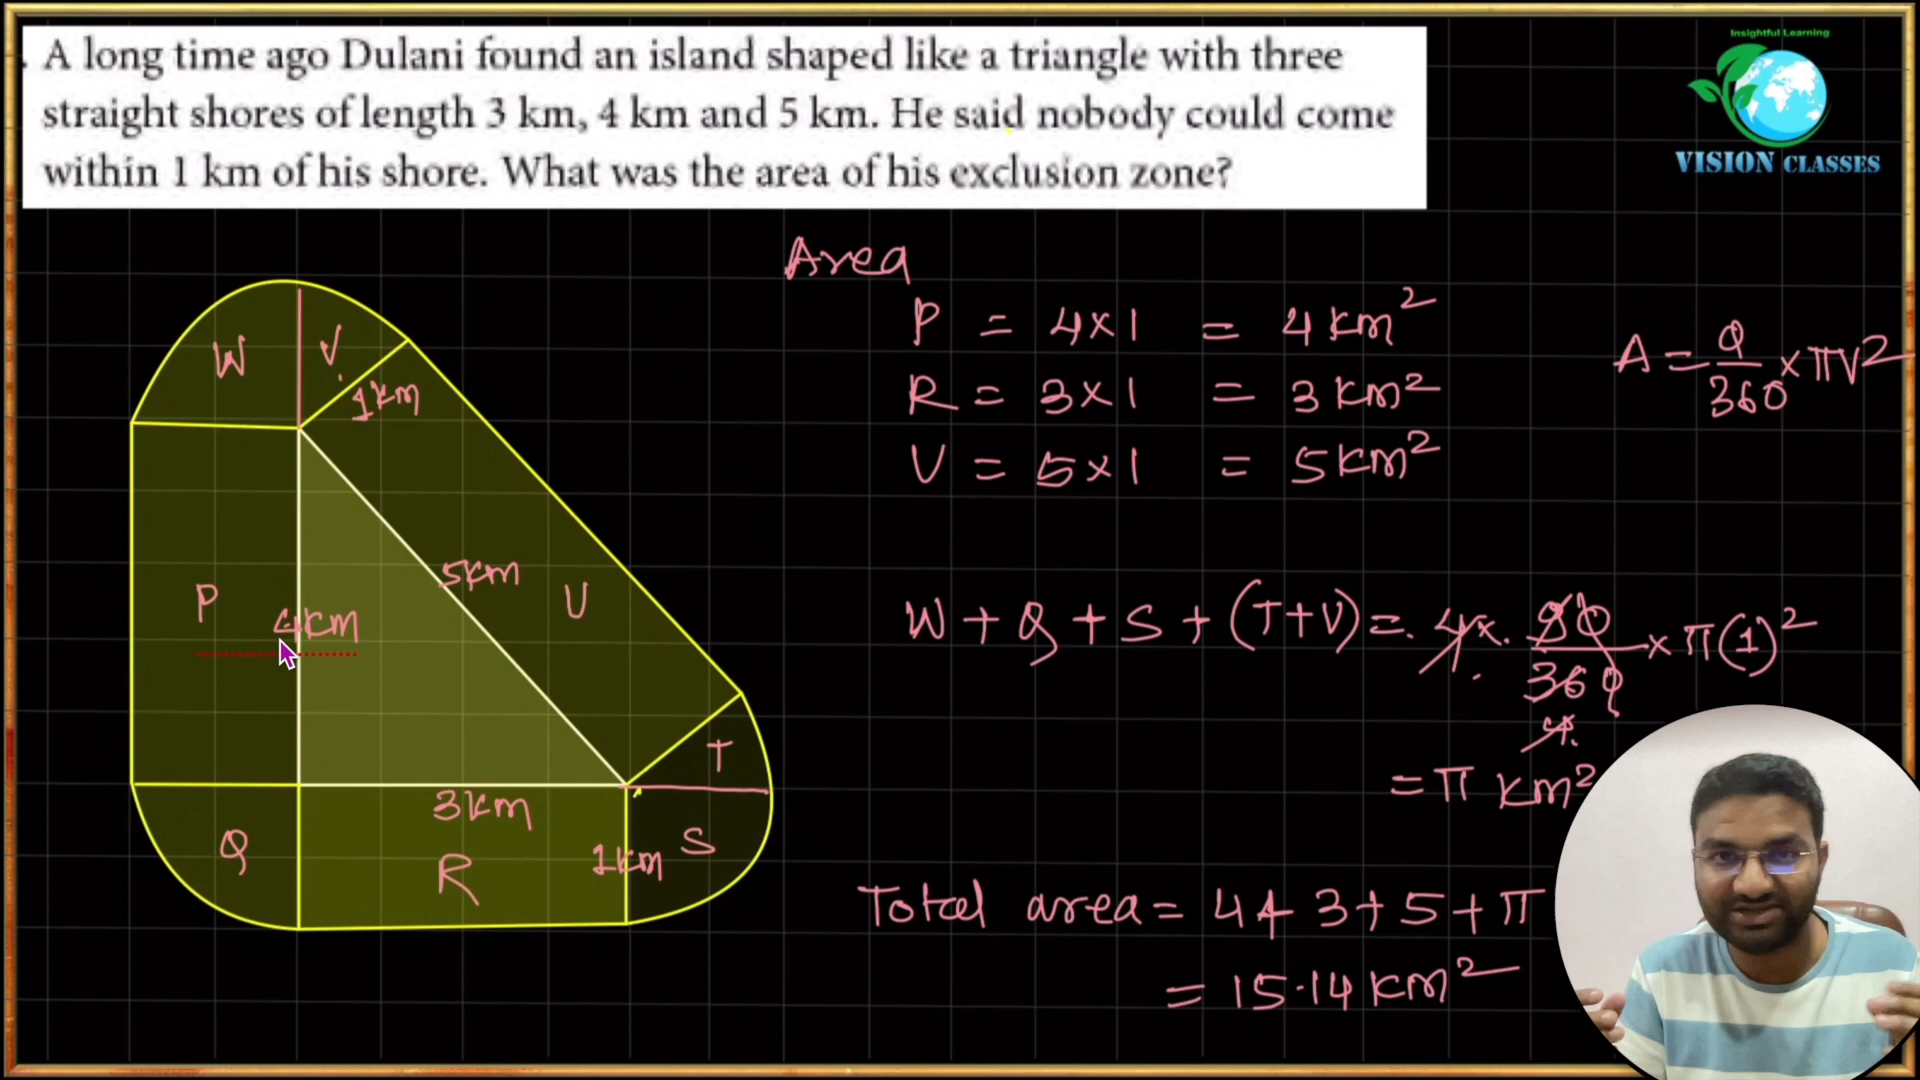 A long time ago Dulani found an island shaped like a triangle with three
straight shores of length 3 km, 4 km and 5 km. He said nobody could come
within 1 km of his shore. What was the area of his exclusion zone?
Insightful Learning
VISION CLASSES
Area
P = 4×1 = 4 km²
R = 3×1 = 3 km²
U = 5×1 = 5 km²
A = Q/360 × πr²
W V
1km
5km
P U
4km
T
3km
Q R 1km S
W + Q + S + (T+V) = 4 × 90/360 × π(1)²
4
= π km²
Total area = 4 + 3 + 5 + π
= 15.14 km²